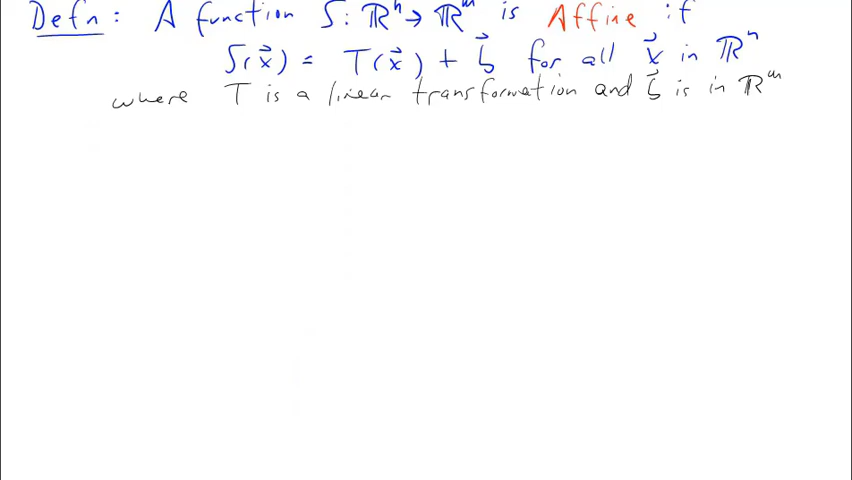 Defn: A function S: ℝⁿ → ℝᵐ is Affine if
S(x⃗) = T(x⃗) + b⃗ for all x⃗ in ℝⁿ
where T is a linear transformation and b⃗ is in ℝᵐ